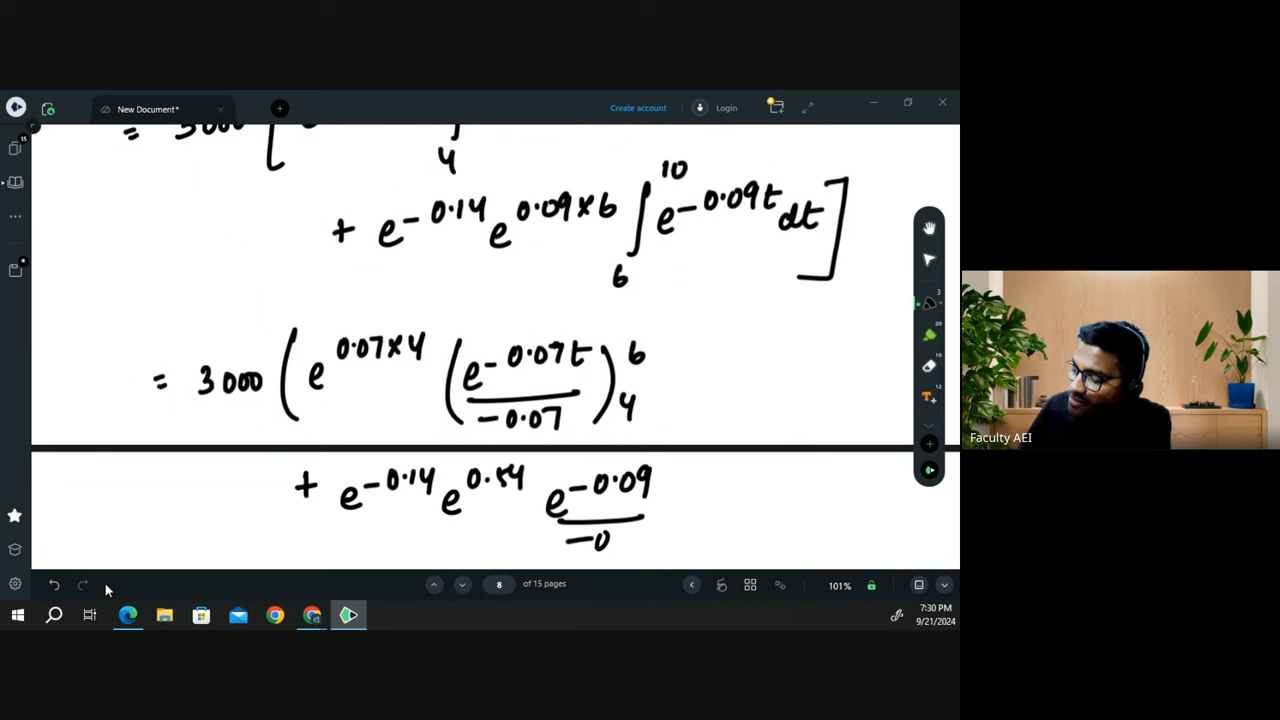 New Document*
Create account
Login
= 3000 [
4
+ e^-0.14 e^0.09×6 ∫ 6 10 e^-0.09t dt ]
= 3000 ( e^0.07×4 ( e^-0.07t / -0.07 ) 4 6
+ e^-0.14 e^0.54 e^-0.09 / -0
Faculty AEI
8 of 15 pages
101%
7:30 PM
9/21/2024